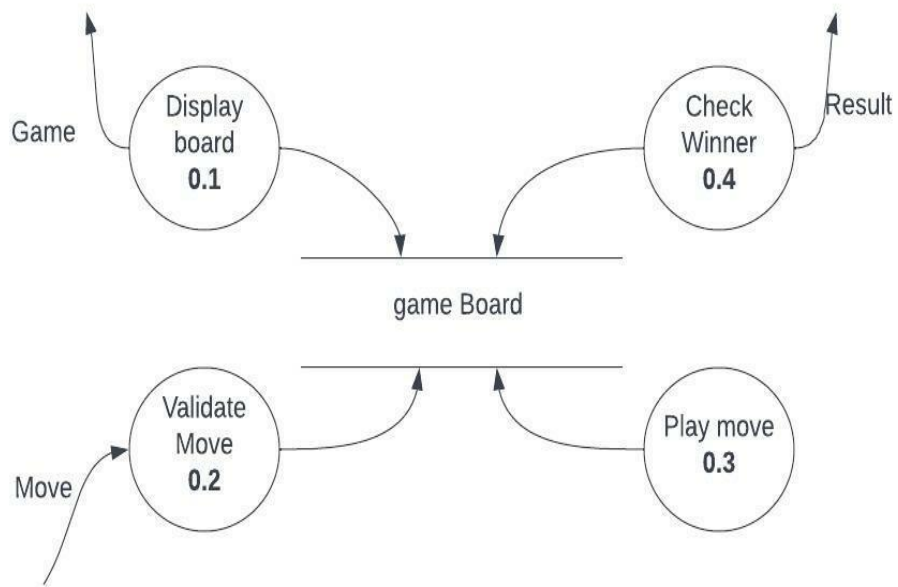 Game
Display
board
0.1
Check
Winner
0.4
Result
game Board
Move
Validate
Move
0.2
Play move
0.3